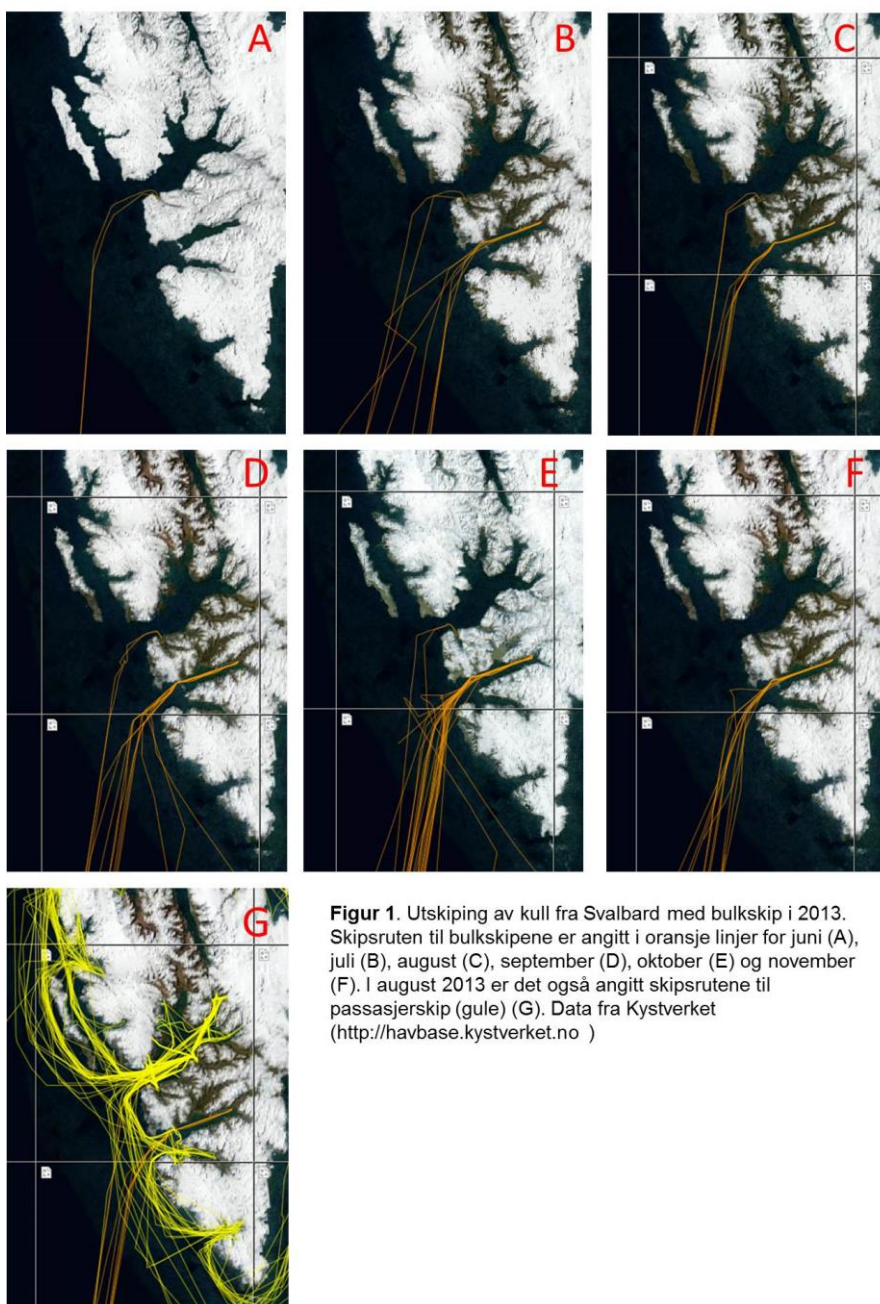 A
B
C
D
E
F
G
Figur 1. Utskiping av kull fra Svalbard med bulkskip i 2013.
Skipsruten til bulkskipene er angitt i oransje linjer for juni (A),
juli (B), august (C), september (D), oktober (E) og november
(F). I august 2013 er det også angitt skipsrutene til
passasjerskip (gule) (G). Data fra Kystverket
(http://havbase.kystverket.no )